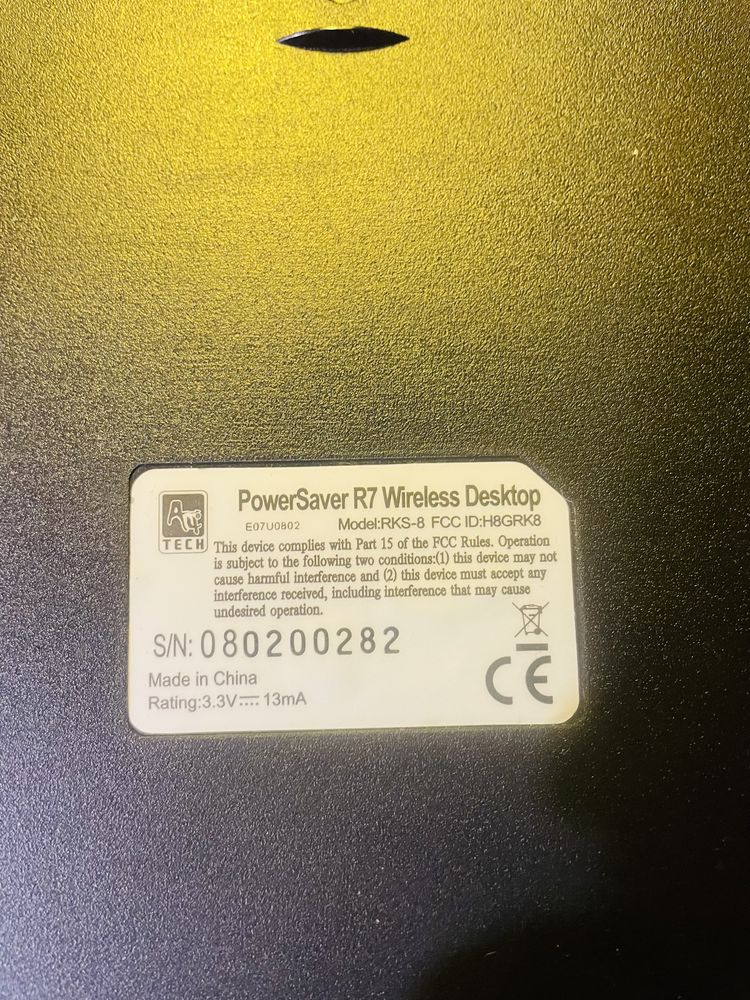 A4
TECH
PowerSaver R7 Wireless Desktop
E07U0802 Model:RKS-8 FCC ID:H8GRK8
This device complies with Part 15 of the FCC Rules. Operation
is subject to the following two conditions:(1) this device may not
cause harmful interference and (2) this device must accept any
interference received, including interference that may cause
undesired operation.
S/N: 080200282
Made in China
Rating:3.3V⎓13mA
CE